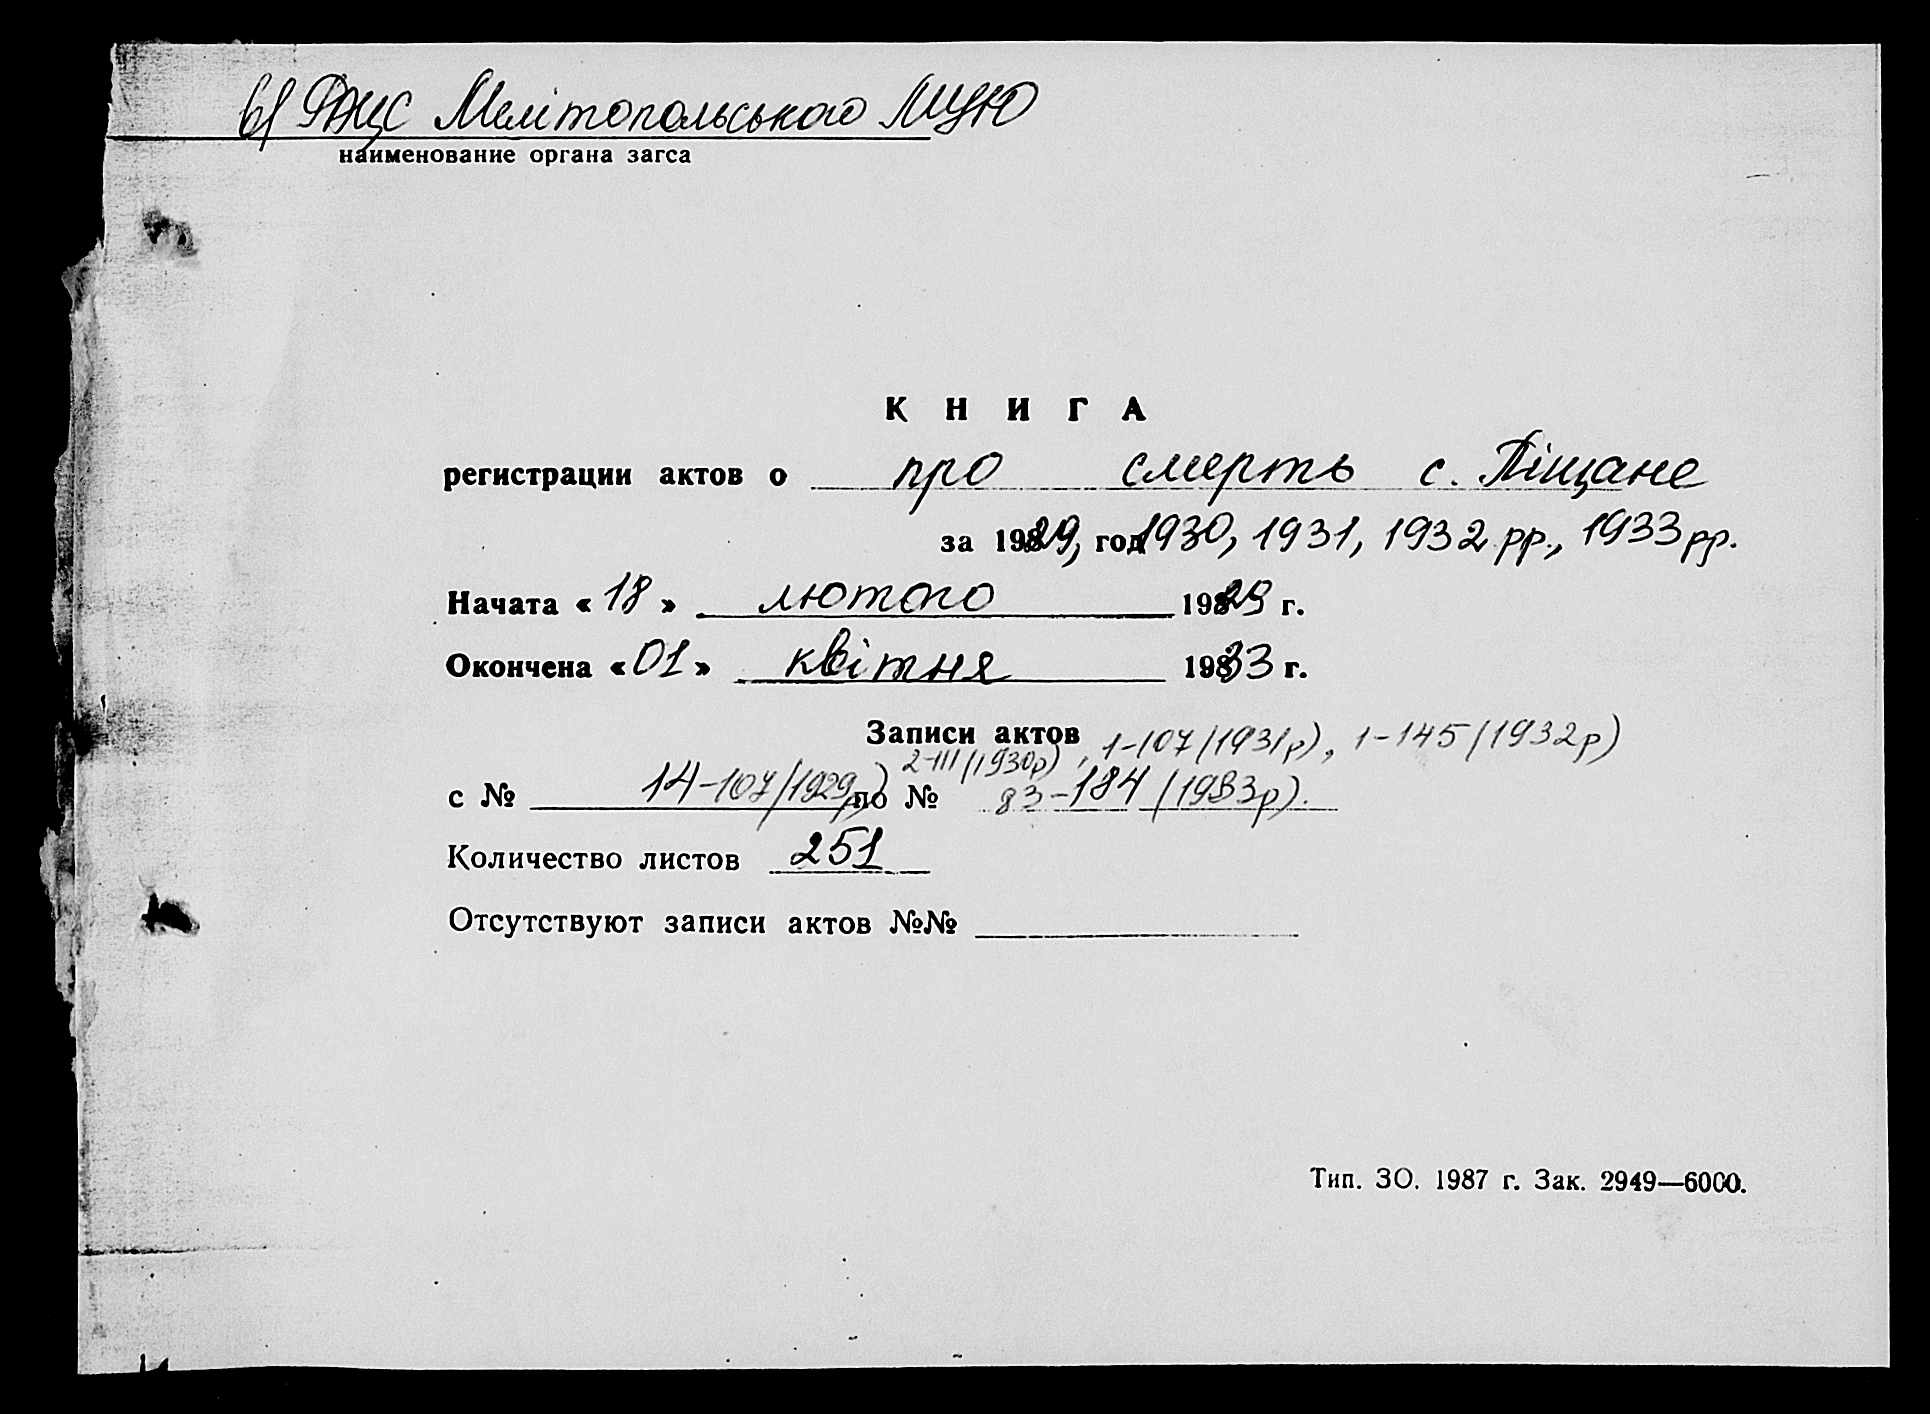 в/ РАЦС Мелітопольського МЦЮ
наименование органа загса
КНИГА
регистрации актов о про смерть с. Піщане
за 1929, год 1930, 1931, 1932 рр., 1933 рр.
Начата « 18 » лютого 1929 г.
Окончена « 01 » квітня 1933 г.
Записи актов , 1-107/(1931р), 1-145/(1932р)
2-111/(1930р)
с № 14-107/(1929р) по № 83-184 (1933р).
Количество листов 251
Отсутствуют записи актов №№
Тип. ЗО. 1987 г. Зак. 2949—6000.